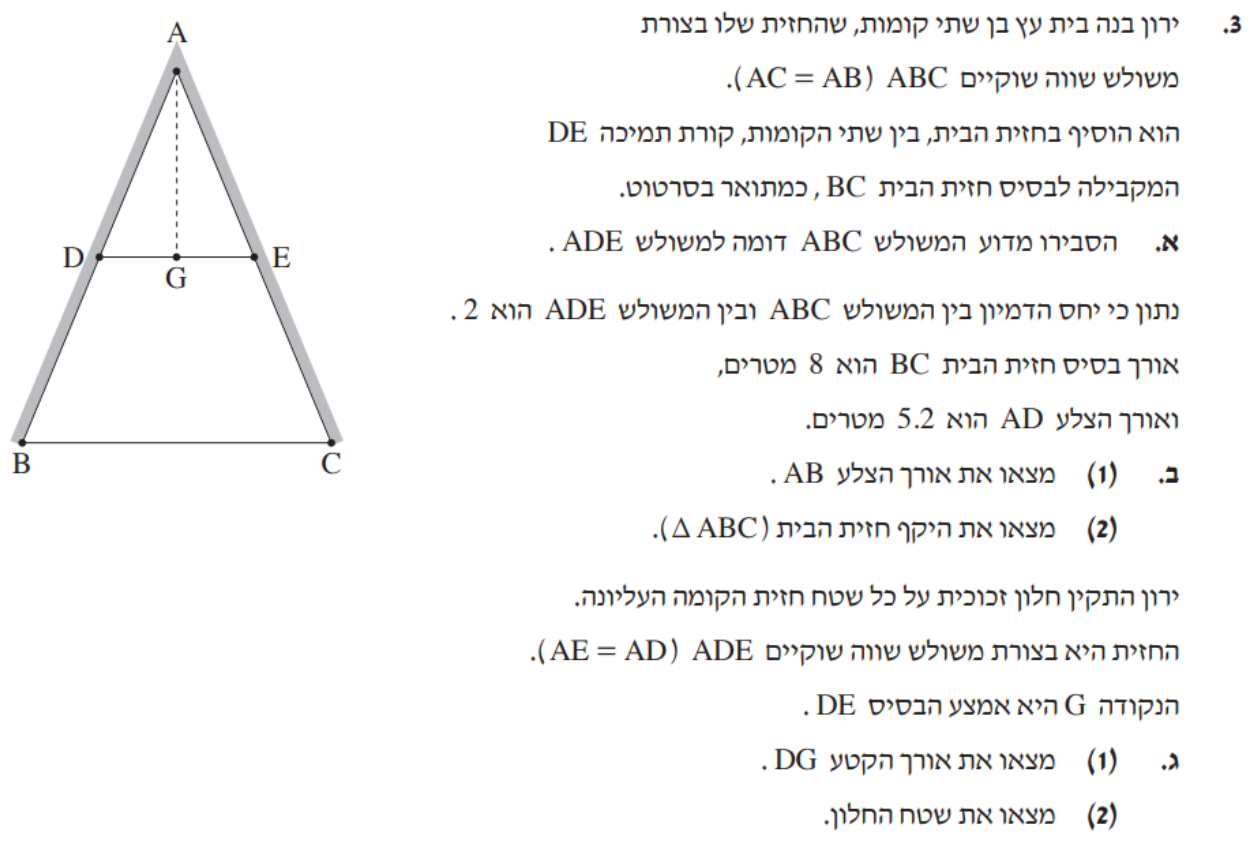 3. ירון בנה בית עץ בן שתי קומות, שהחזית שלו בצורת
משולש שווה שוקיים ABC (AC = AB).
הוא הוסיף בחזית הבית, בין שתי הקומות, קורת תמיכה DE
המקבילה לבסיס חזית הבית BC, כמתואר בסרטוט.
א. הסבירו מדוע המשולש ABC דומה למשולש ADE.
נתון כי יחס הדמיון בין המשולש ABC ובין המשולש ADE הוא 2.
אורך בסיס חזית הבית BC הוא 8 מטרים,
ואורך הצלע AD הוא 5.2 מטרים.
ב. (1) מצאו את אורך הצלע AB.
(2) מצאו את היקף חזית הבית (Δ ABC).
ירון התקין חלון זכוכית על כל שטח חזית הקומה העליונה.
החזית היא בצורת משולש שווה שוקיים ADE (AE = AD).
הנקודה G היא אמצע הבסיס DE.
ג. (1) מצאו את אורך הקטע DG.
(2) מצאו את שטח החלון.
A
D
G
E
B
C